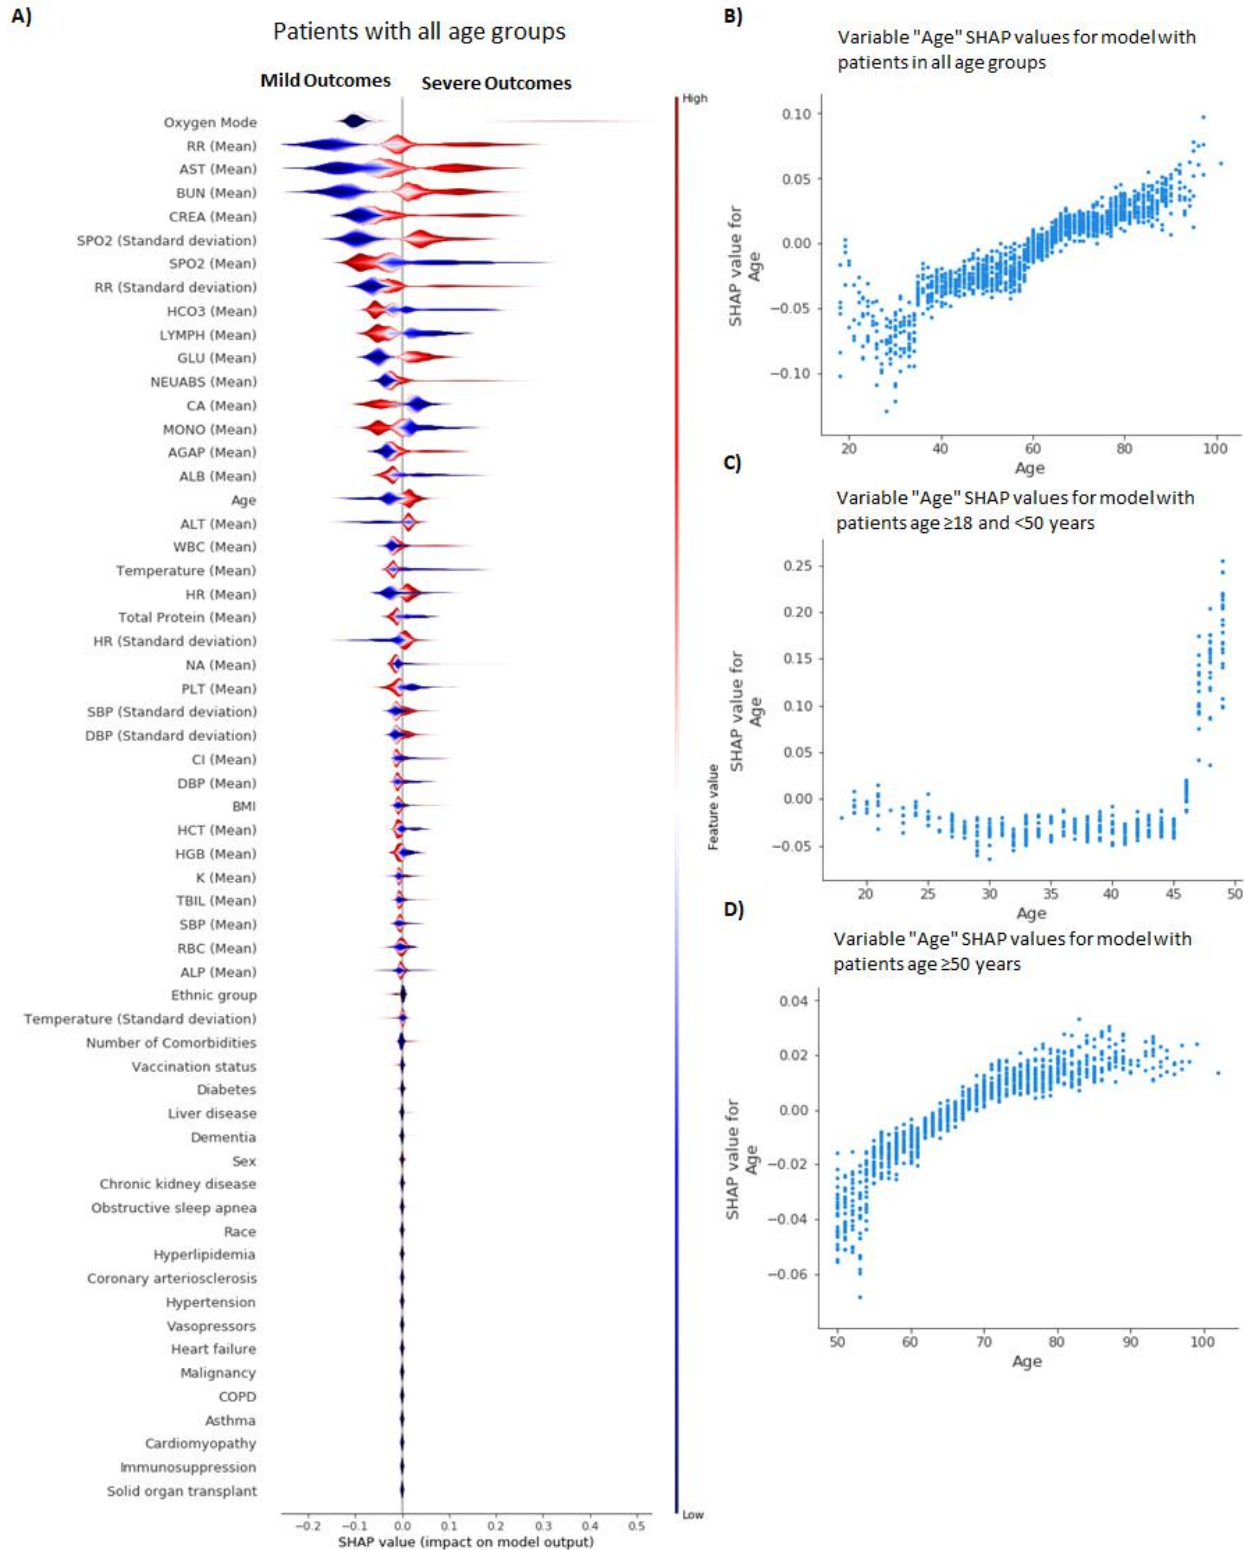 A)
Patients with all age groups
Mild Outcomes
Severe Outcomes
High
Oxygen Mode
RR (Mean)
AST (Mean)
BUN (Mean)
CREA (Mean)
SPO2 (Standard deviation)
SPO2 (Mean)
RR (Standard deviation)
HCO3 (Mean)
LYMPH (Mean)
GLU (Mean)
NEUABS (Mean)
CA (Mean)
MONO (Mean)
AGAP (Mean)
ALB (Mean)
Age
ALT (Mean)
WBC (Mean)
Temperature (Mean)
HR (Mean)
Total Protein (Mean)
HR (Standard deviation)
NA (Mean)
PLT (Mean)
SBP (Standard deviation)
DBP (Standard deviation)
CI (Mean)
DBP (Mean)
BMI
HCT (Mean)
HGB (Mean)
K (Mean)
TBIL (Mean)
SBP (Mean)
RBC (Mean)
ALP (Mean)
Ethnic group
Temperature (Standard deviation)
Number of Comorbidities
Vaccination status
Diabetes
Liver disease
Dementia
Sex
Chronic kidney disease
Obstructive sleep apnea
Race
Hyperlipidemia
Coronary arteriosclerosis
Hypertension
Vasopressors
Heart failure
Malignancy
COPD
Asthma
Cardiomyopathy
Immunosuppression
Solid organ transplant
−0.2 −0.1 0.0 0.1 0.2 0.3 0.4 0.5
SHAP value (impact on model output)
Feature value
Low
B)
Variable "Age" SHAP values for model with
patients in all age groups
0.10
0.05
0.00
−0.05
−0.10
SHAP value for
Age
20 40 60 80 100
Age
C)
Variable "Age" SHAP values for model with
patients age ≥18 and <50 years
0.25
0.20
0.15
0.10
0.05
0.00
−0.05
SHAP value for
Age
20 25 30 35 40 45 50
Age
D)
Variable "Age" SHAP values for model with
patients age ≥50 years
0.04
0.02
0.00
−0.02
−0.04
−0.06
SHAP value for
Age
50 60 70 80 90 100
Age